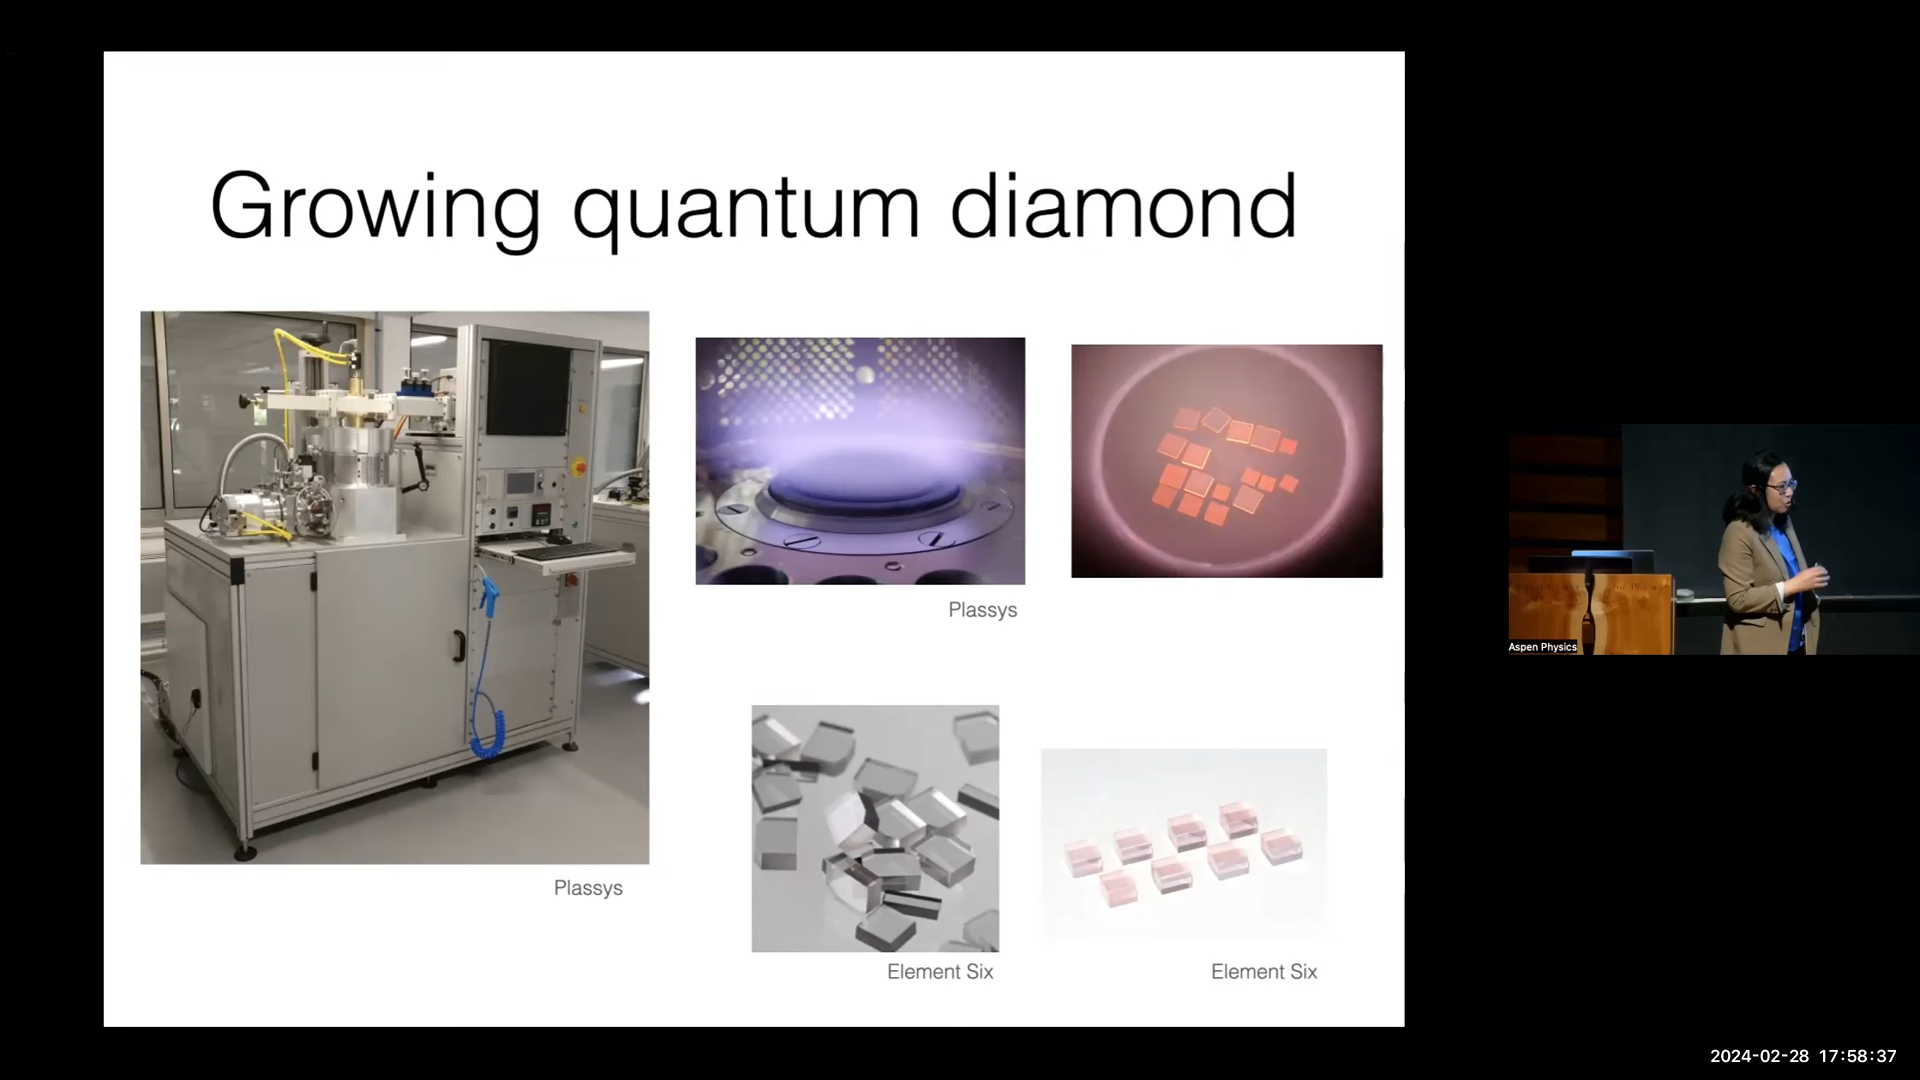 Growing quantum diamond
Plassys
Plassys
Element Six
Element Six
Aspen Physics
2024-02-28 17:58:37